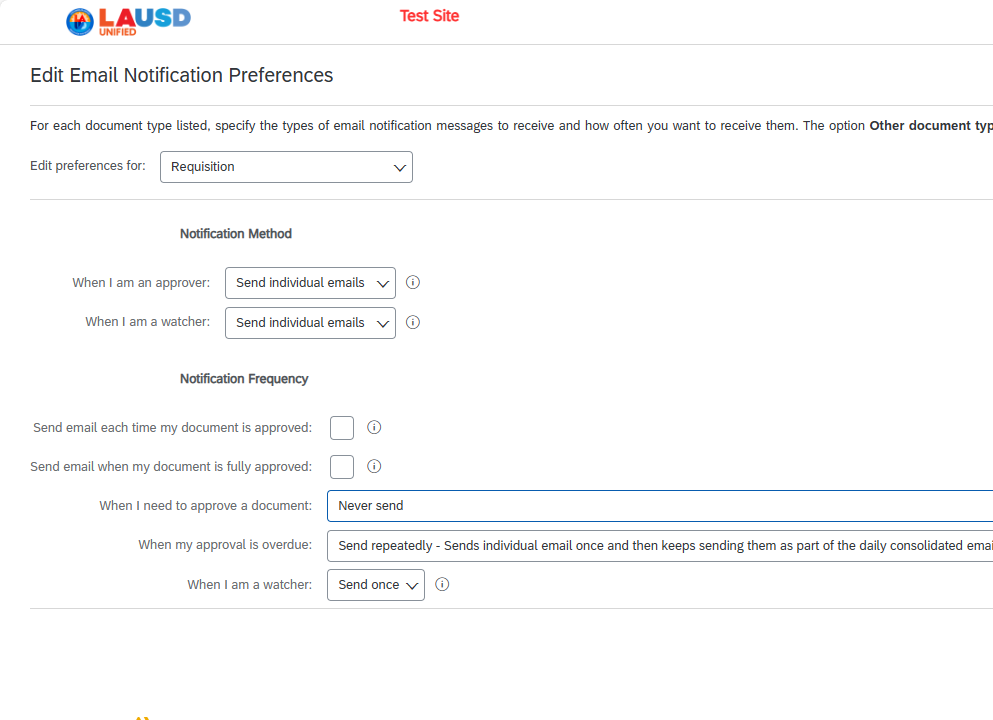 LAUSD
UNIFIED
Test Site
Edit Email Notification Preferences
For each document type listed, specify the types of email notification messages to receive and how often you want to receive them. The option Other document typ
Edit preferences for: Requisition
Notification Method
When I am an approver: Send individual emails
When I am a watcher: Send individual emails
Notification Frequency
Send email each time my document is approved:
Send email when my document is fully approved:
When I need to approve a document: Never send
When my approval is overdue: Send repeatedly - Sends individual email once and then keeps sending them as part of the daily consolidated emai
When I am a watcher: Send once